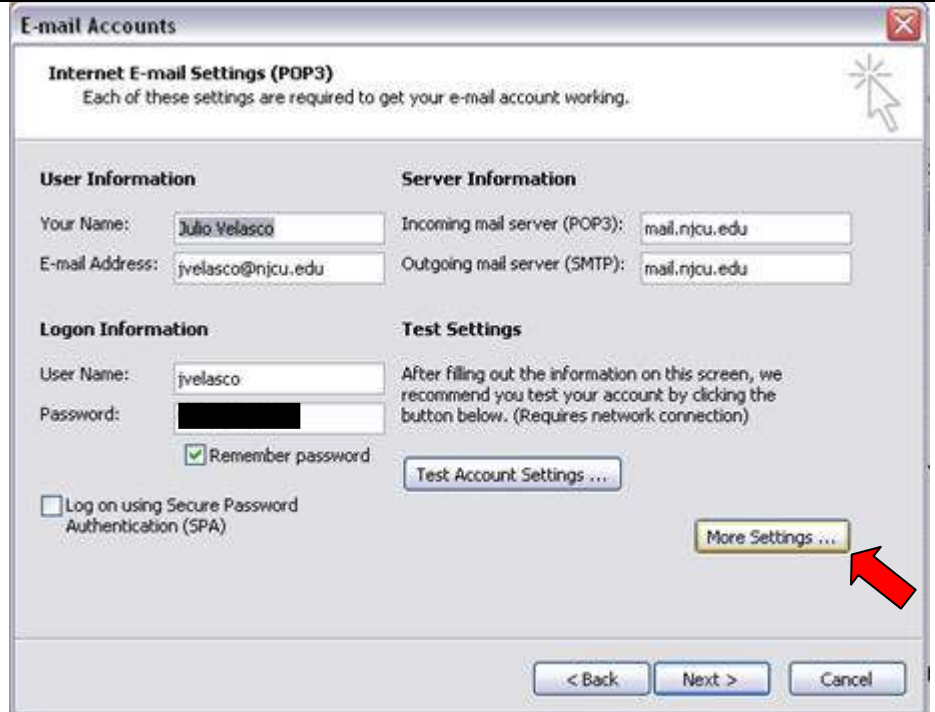 E-mail Accounts
Internet E-mail Settings (POP3)
Each of these settings are required to get your e-mail account working.
User Information
Your Name: Julio Velasco
E-mail Address: jvelasco@njcu.edu
Server Information
Incoming mail server (POP3): mail.njcu.edu
Outgoing mail server (SMTP): mail.njcu.edu
Logon Information
User Name: jvelasco
Password:
Remember password
Log on using Secure Password
Authentication (SPA)
Test Settings
After filling out the information on this screen, we
recommend you test your account by clicking the
button below. (Requires network connection)
Test Account Settings ...
More Settings ...
< Back Next > Cancel